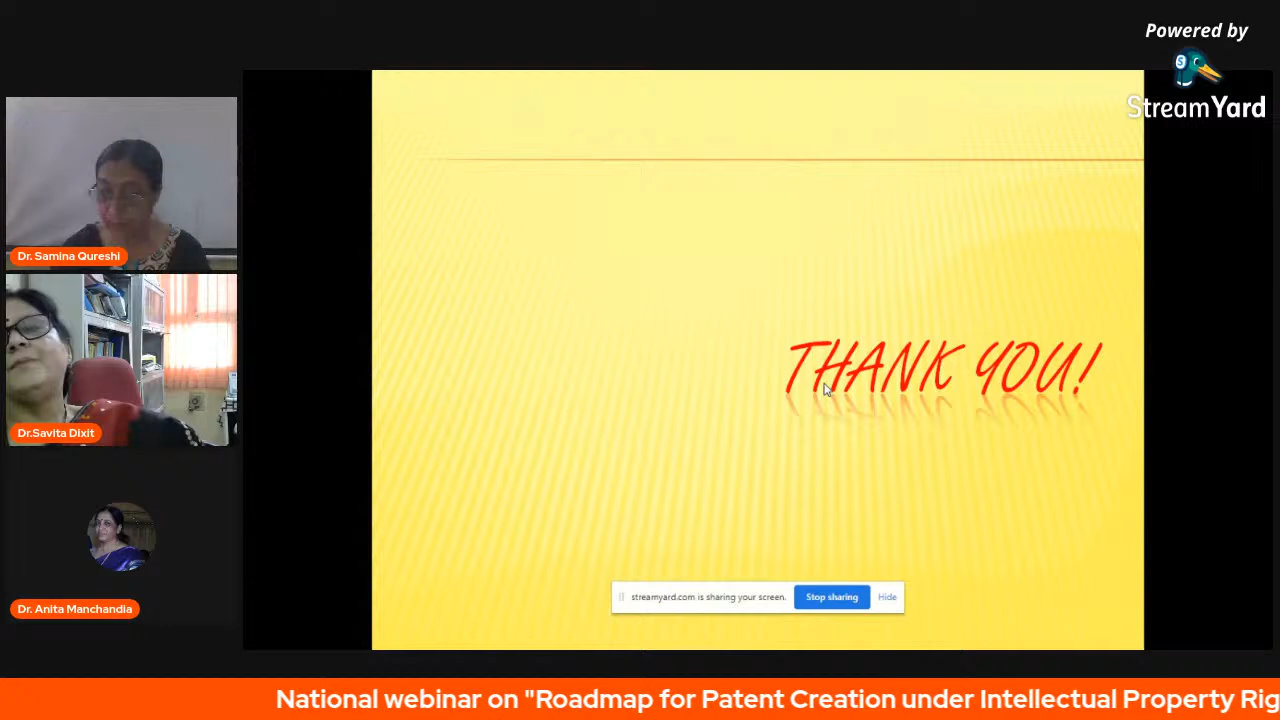 Powered by
StreamYard
Dr. Samina Qureshi
Dr.Savita Dixit
Dr. Anita Manchandia
THANK YOU!
streamyard.com is sharing your screen.
Stop sharing
Hide
National webinar on "Roadmap for Patent Creation under Intellectual Property Rig